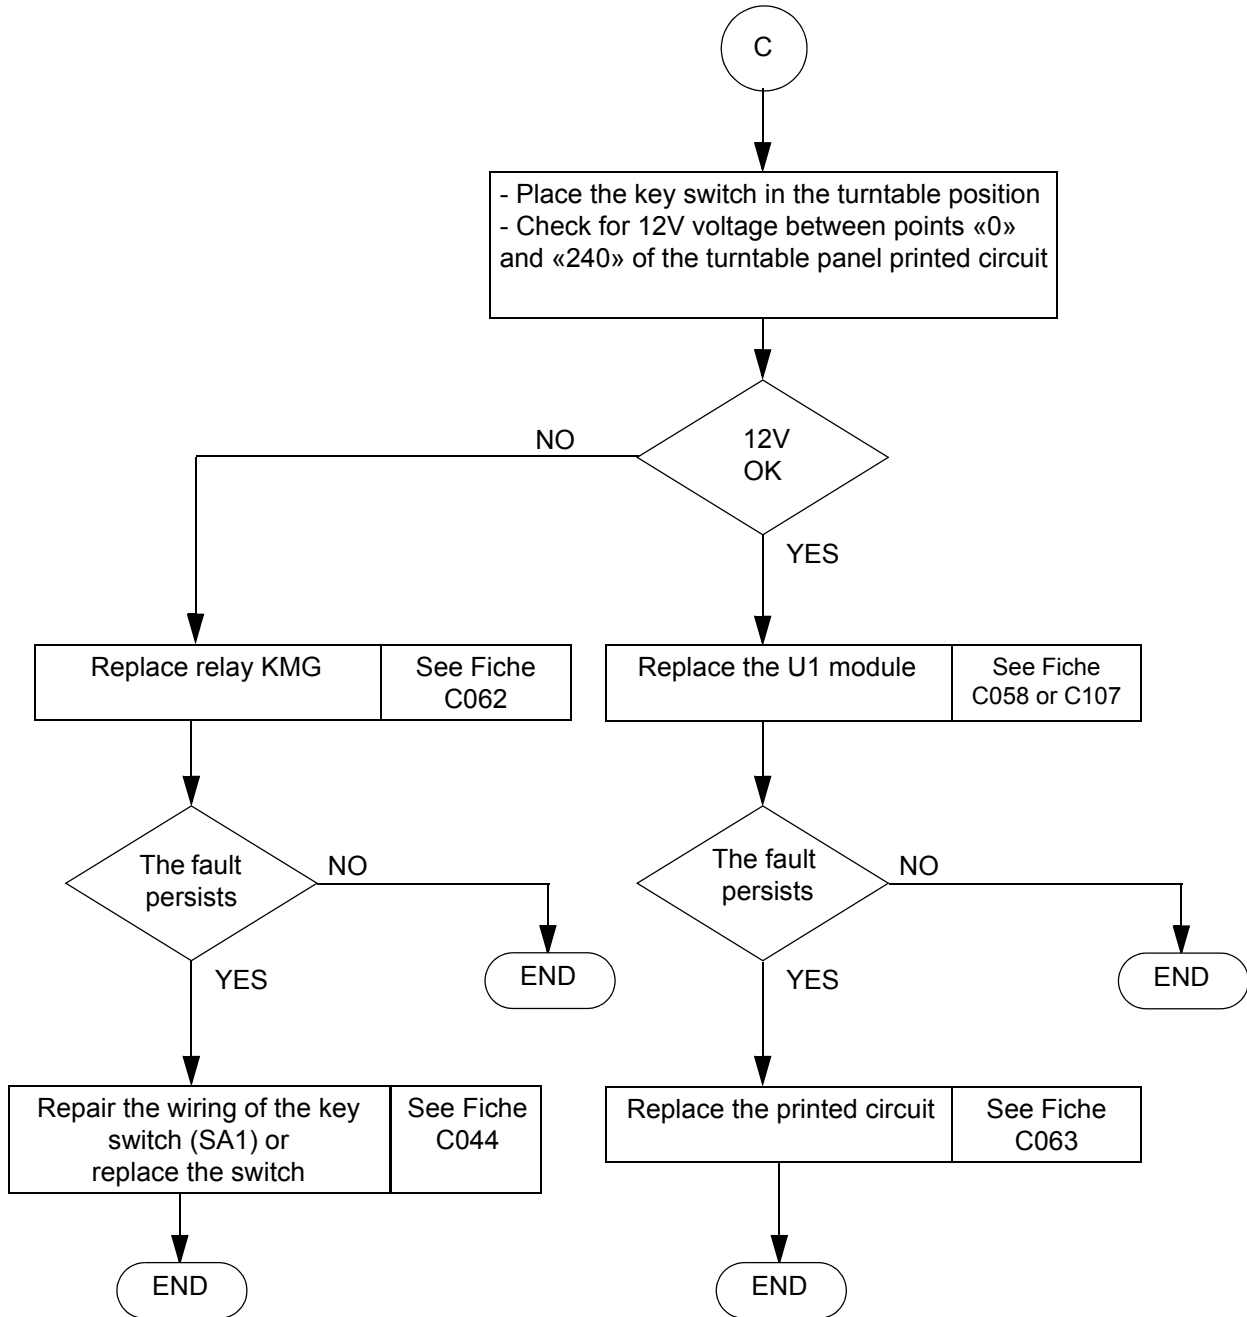 C
- Place the key switch in the turntable position
- Check for 12V voltage between points «0»
and «240» of the turntable panel printed circuit
12V
OK
NO
YES
Replace relay KMG
See Fiche
C062
Replace the U1 module
See Fiche
C058 or C107
The fault
persists
NO
YES
END
The fault
persists
NO
YES
END
Repair the wiring of the key
switch (SA1) or
replace the switch
See Fiche
C044
Replace the printed circuit
See Fiche
C063
END
END